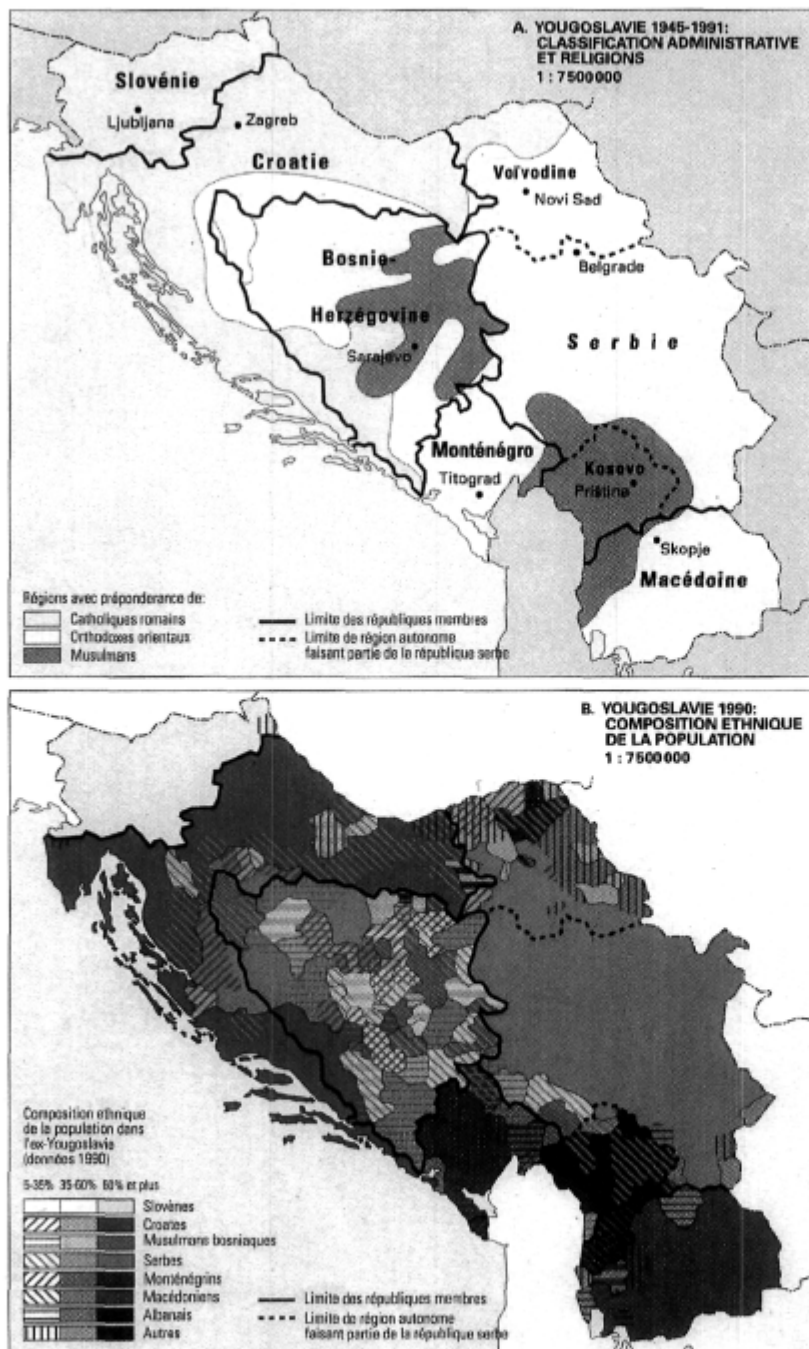 A. YOUGOSLAVIE 1945-1991:
CLASSIFICATION ADMINISTRATIVE
ET RELIGIONS
1 : 7500000
Slovénie
Ljubljana
Zagreb
Croatie
Voïvodine
Novi Sad
Belgrade
Bosnie-
Herzégovine
Sarajevo
Serbie
Monténégro
Titograd
Kosovo
Priština
Skopje
Macédoine
Régions avec prépondérance de:
Catholiques romains
Orthodoxes orientaux
Musulmans
Limite des républiques membres
Limite de région autonome
faisant partie de la république serbe
B. YOUGOSLAVIE 1990:
COMPOSITION ETHNIQUE
DE LA POPULATION
1 : 7500000
Composition ethnique
de la population dans
l'ex-Yougoslavie
(données 1990)
5-35% 35-60% 60% et plus
Slovènes
Croates
Musulmans bosniaques
Serbes
Monténégrins
Macédoniens
Albanais
Autres
Limite des républiques membres
Limite de région autonome
faisant partie de la république serbe